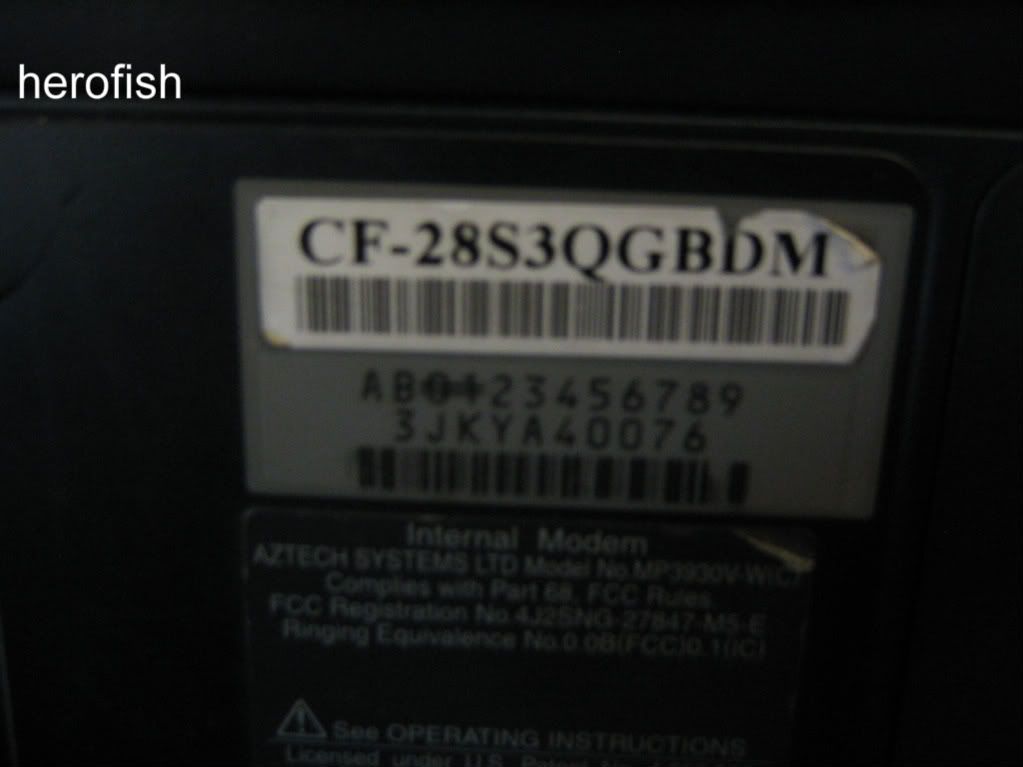 herofish
CF-28S3QGBDM
AB0123456789
3JKYA40076
Internal Modem
AZTECH SYSTEMS LTD Model No.MP3930V-W(C)
Complies with Part 68, FCC Rules
FCC Registration No.4J2SNG-27847-M5-E
Ringing Equivalence No.0.0B(FCC)0.1(IC)
See OPERATING INSTRUCTIONS
Licensed under U.S. Patent